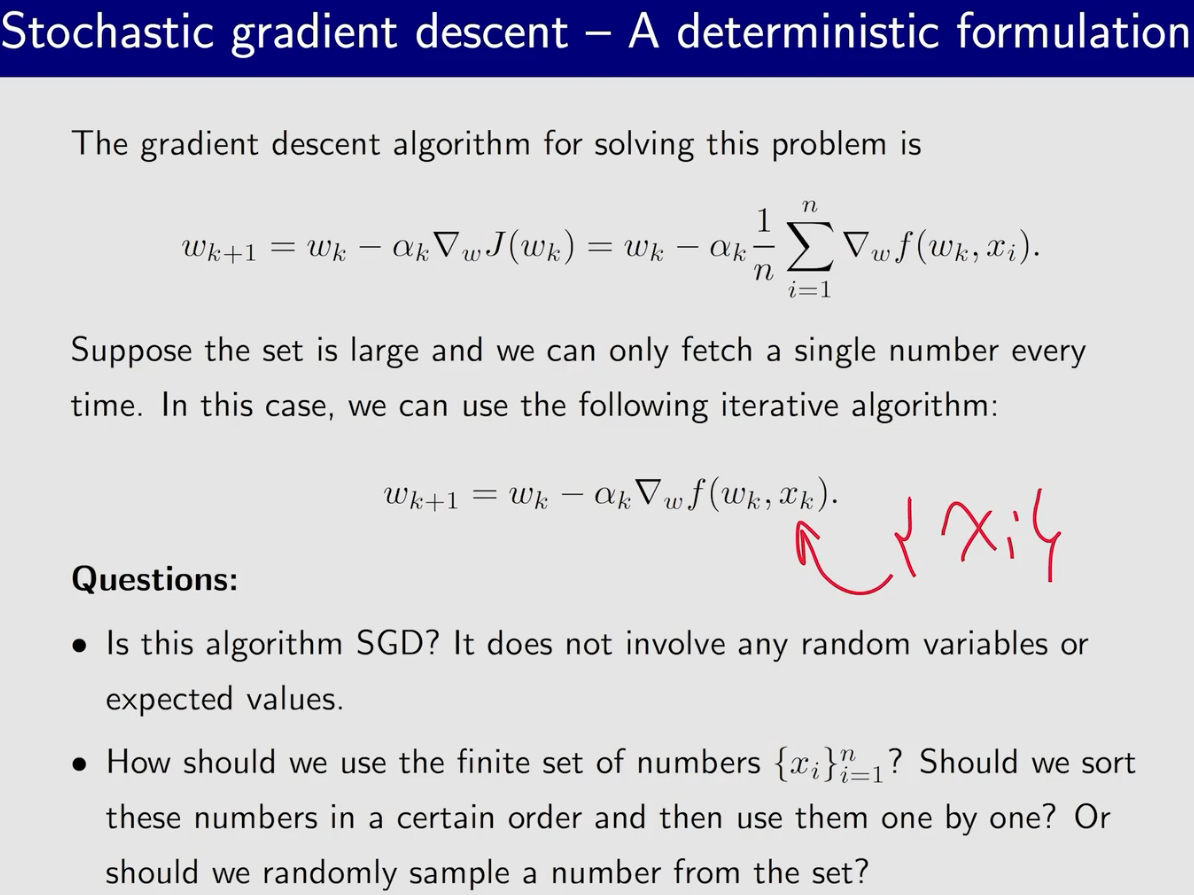 Stochastic gradient descent – A deterministic formulation
The gradient descent algorithm for solving this problem is
$w_{k+1} = w_k - \alpha_k \nabla_w J(w_k) = w_k - \alpha_k \frac{1}{n} \sum_{i=1}^{n} \nabla_w f(w_k, x_i).$
Suppose the set is large and we can only fetch a single number every
time. In this case, we can use the following iterative algorithm:
$w_{k+1} = w_k - \alpha_k \nabla_w f(w_k, x_k).$
{xi}
Questions:
• Is this algorithm SGD? It does not involve any random variables or
expected values.
• How should we use the finite set of numbers $\{x_i\}_{i=1}^{n}$? Should we sort
these numbers in a certain order and then use them one by one? Or
should we randomly sample a number from the set?